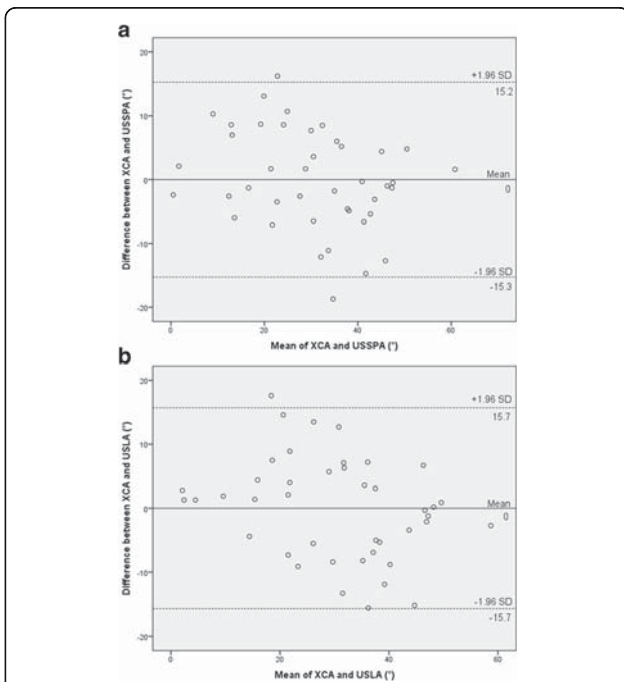 a
20
+1.96 SD
15.2
10
Mean
0
0
-10
-1.96 SD
-15.3
-20
0 20 40 60
Difference between XCA and USSPA (°)
Mean of XCA and USSPA (°)
b
20
+1.96 SD
15.7
10
Mean
0
0
-10
-1.96 SD
-15.7
-20
0 20 40 60
Difference between XCA and USLA (°)
Mean of XCA and USLA (°)